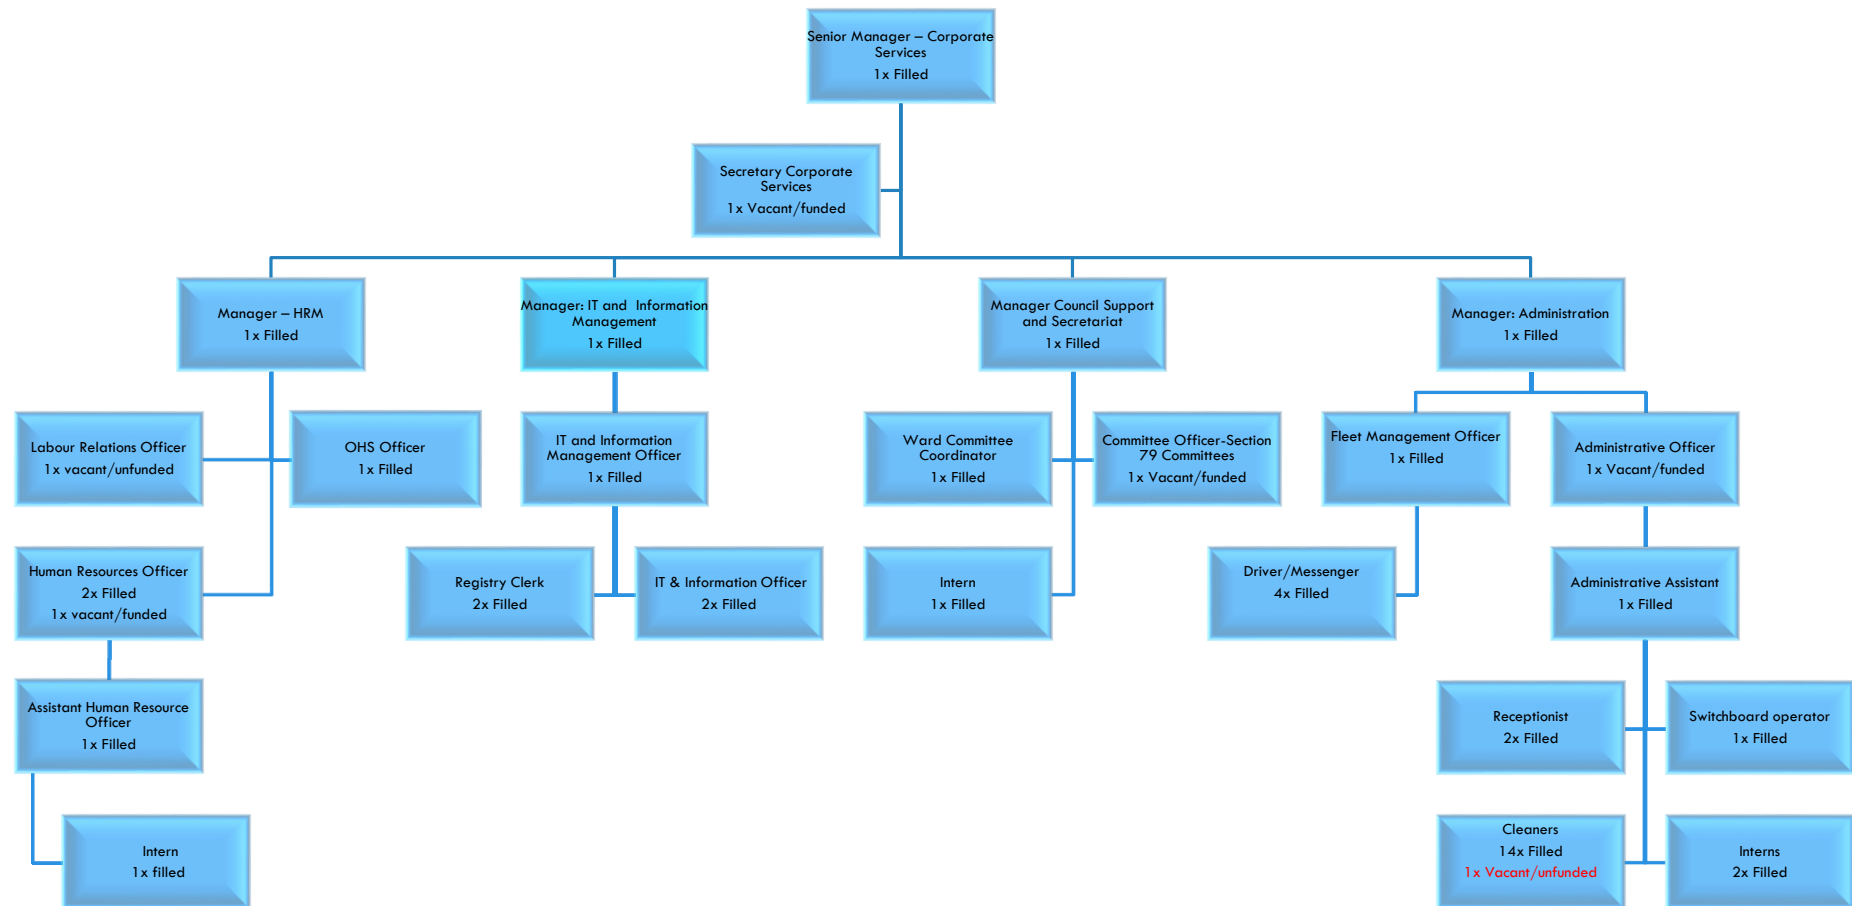 Senior Manager – Corporate
Services
1x Filled
Secretary Corporate
Services
1x Vacant/funded
Manager – HRM
1x Filled
Manager: IT and  Information
Management
1x Filled
Manager Council Support
and Secretariat
1x Filled
Manager: Administration
1x Filled
Labour Relations Officer
1x vacant/unfunded
OHS Officer
1x Filled
IT and Information
Management Officer
1x Filled
Ward Committee
Coordinator
1x Filled
Committee Officer-Section
79 Committees
1x Vacant/funded
Fleet Management Officer
1x Filled
Administrative Officer
1x Vacant/funded
Human Resources Officer
2x Filled
1x vacant/funded
Registry Clerk
2x Filled
IT & Information Officer
2x Filled
Intern
1x Filled
Driver/Messenger
4x Filled
Administrative Assistant
1x Filled
Assistant Human Resource
Officer
1x Filled
Receptionist
2x Filled
Switchboard operator
1x Filled
Intern
1x filled
Cleaners
14x Filled
1x Vacant/unfunded
Interns
2x Filled